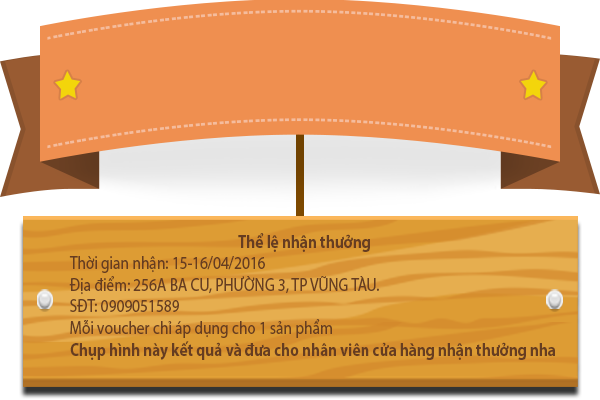 Thể lệ nhận thưởng
Thời gian nhận: 15-16/04/2016
Địa điểm: 256A BA CU, PHƯỜNG 3, TP VŨNG TÀU.
SĐT: 0909051589
Mỗi voucher chỉ áp dụng cho 1 sản phẩm
Chụp hình này kết quả và đưa cho nhân viên cửa hàng nhận thưởng nha